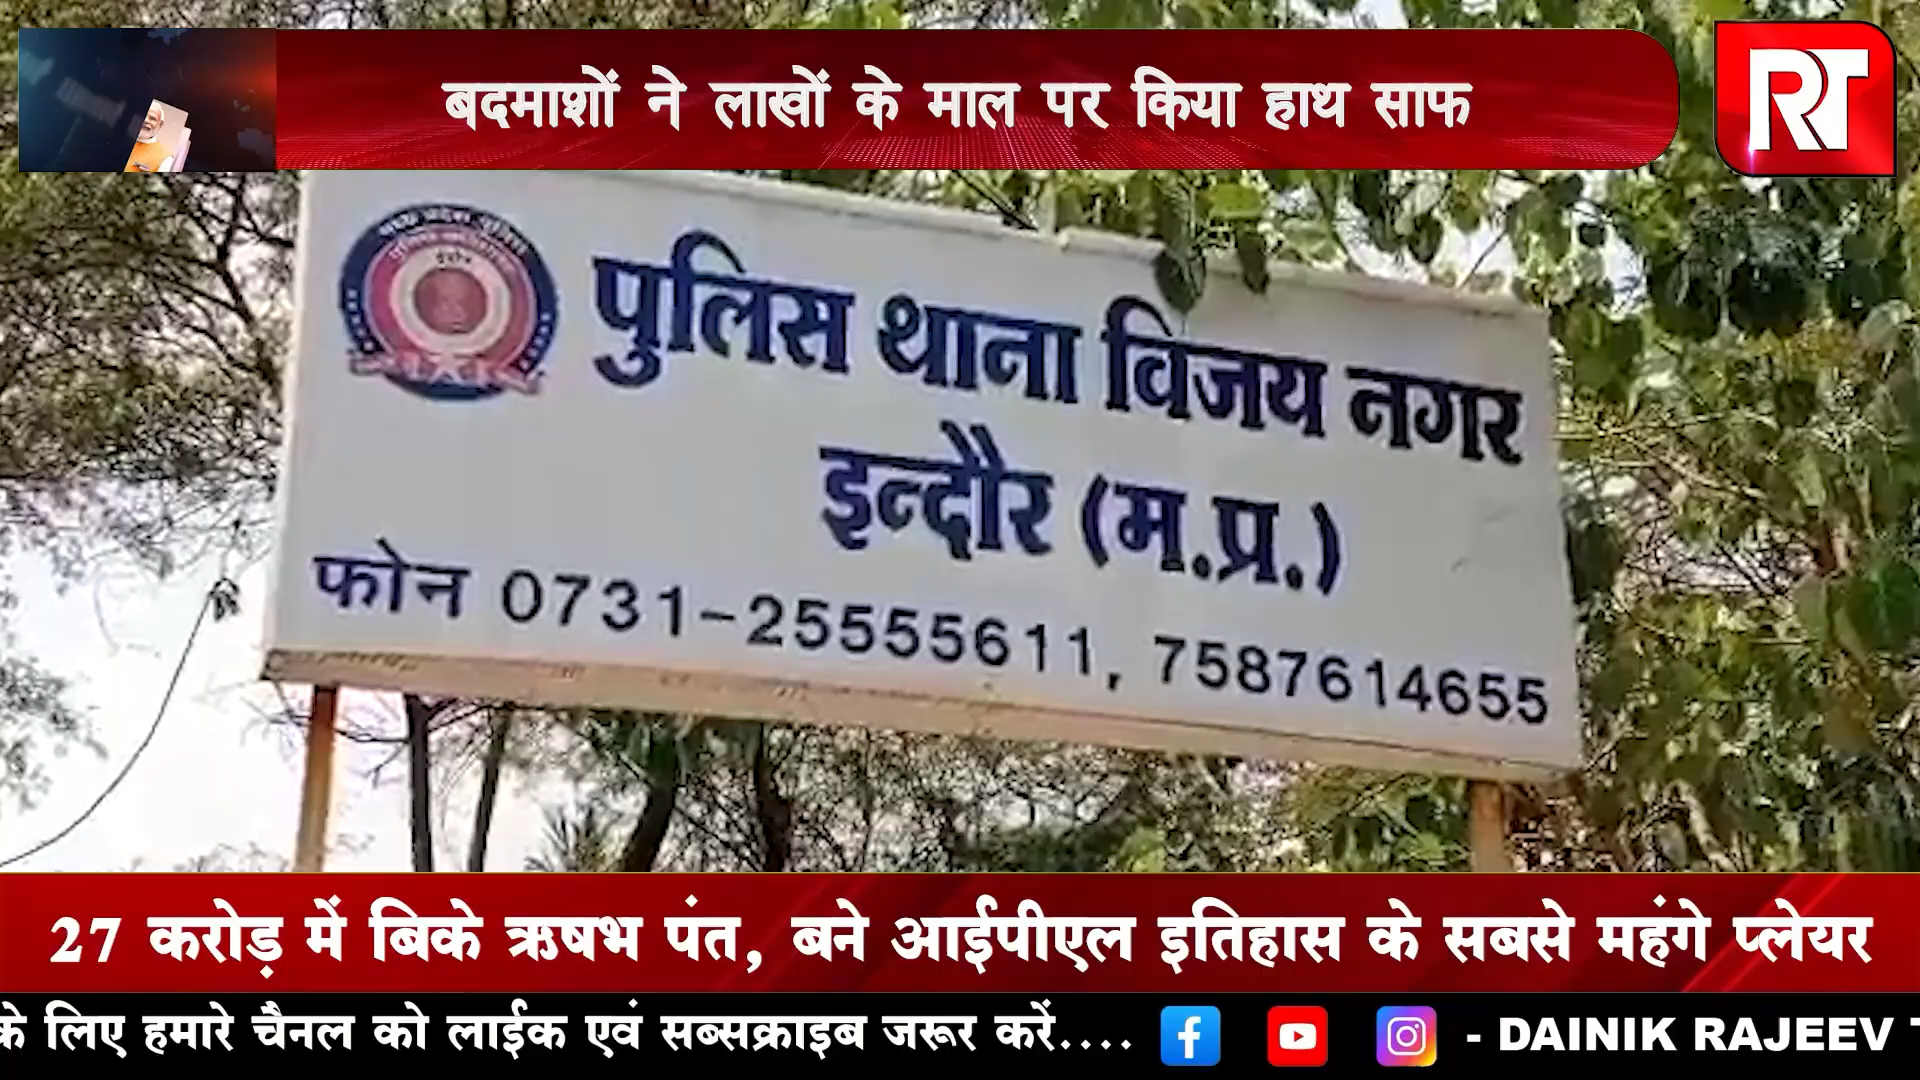 बदमाशों ने लाखों के माल पर किया हाथ साफ
RT
पुलिस थाना विजय नगर
इन्दौर (म.प्र.)
फोन 0731-25555611, 7587614655
27 करोड़ में बिके ऋषभ पंत, बने आईपीएल इतिहास के सबसे महंगे प्लेयर
के लिए हमारे चैनल को लाईक एवं सब्सक्राइब जरूर करें.... - DAINIK RAJEEV T